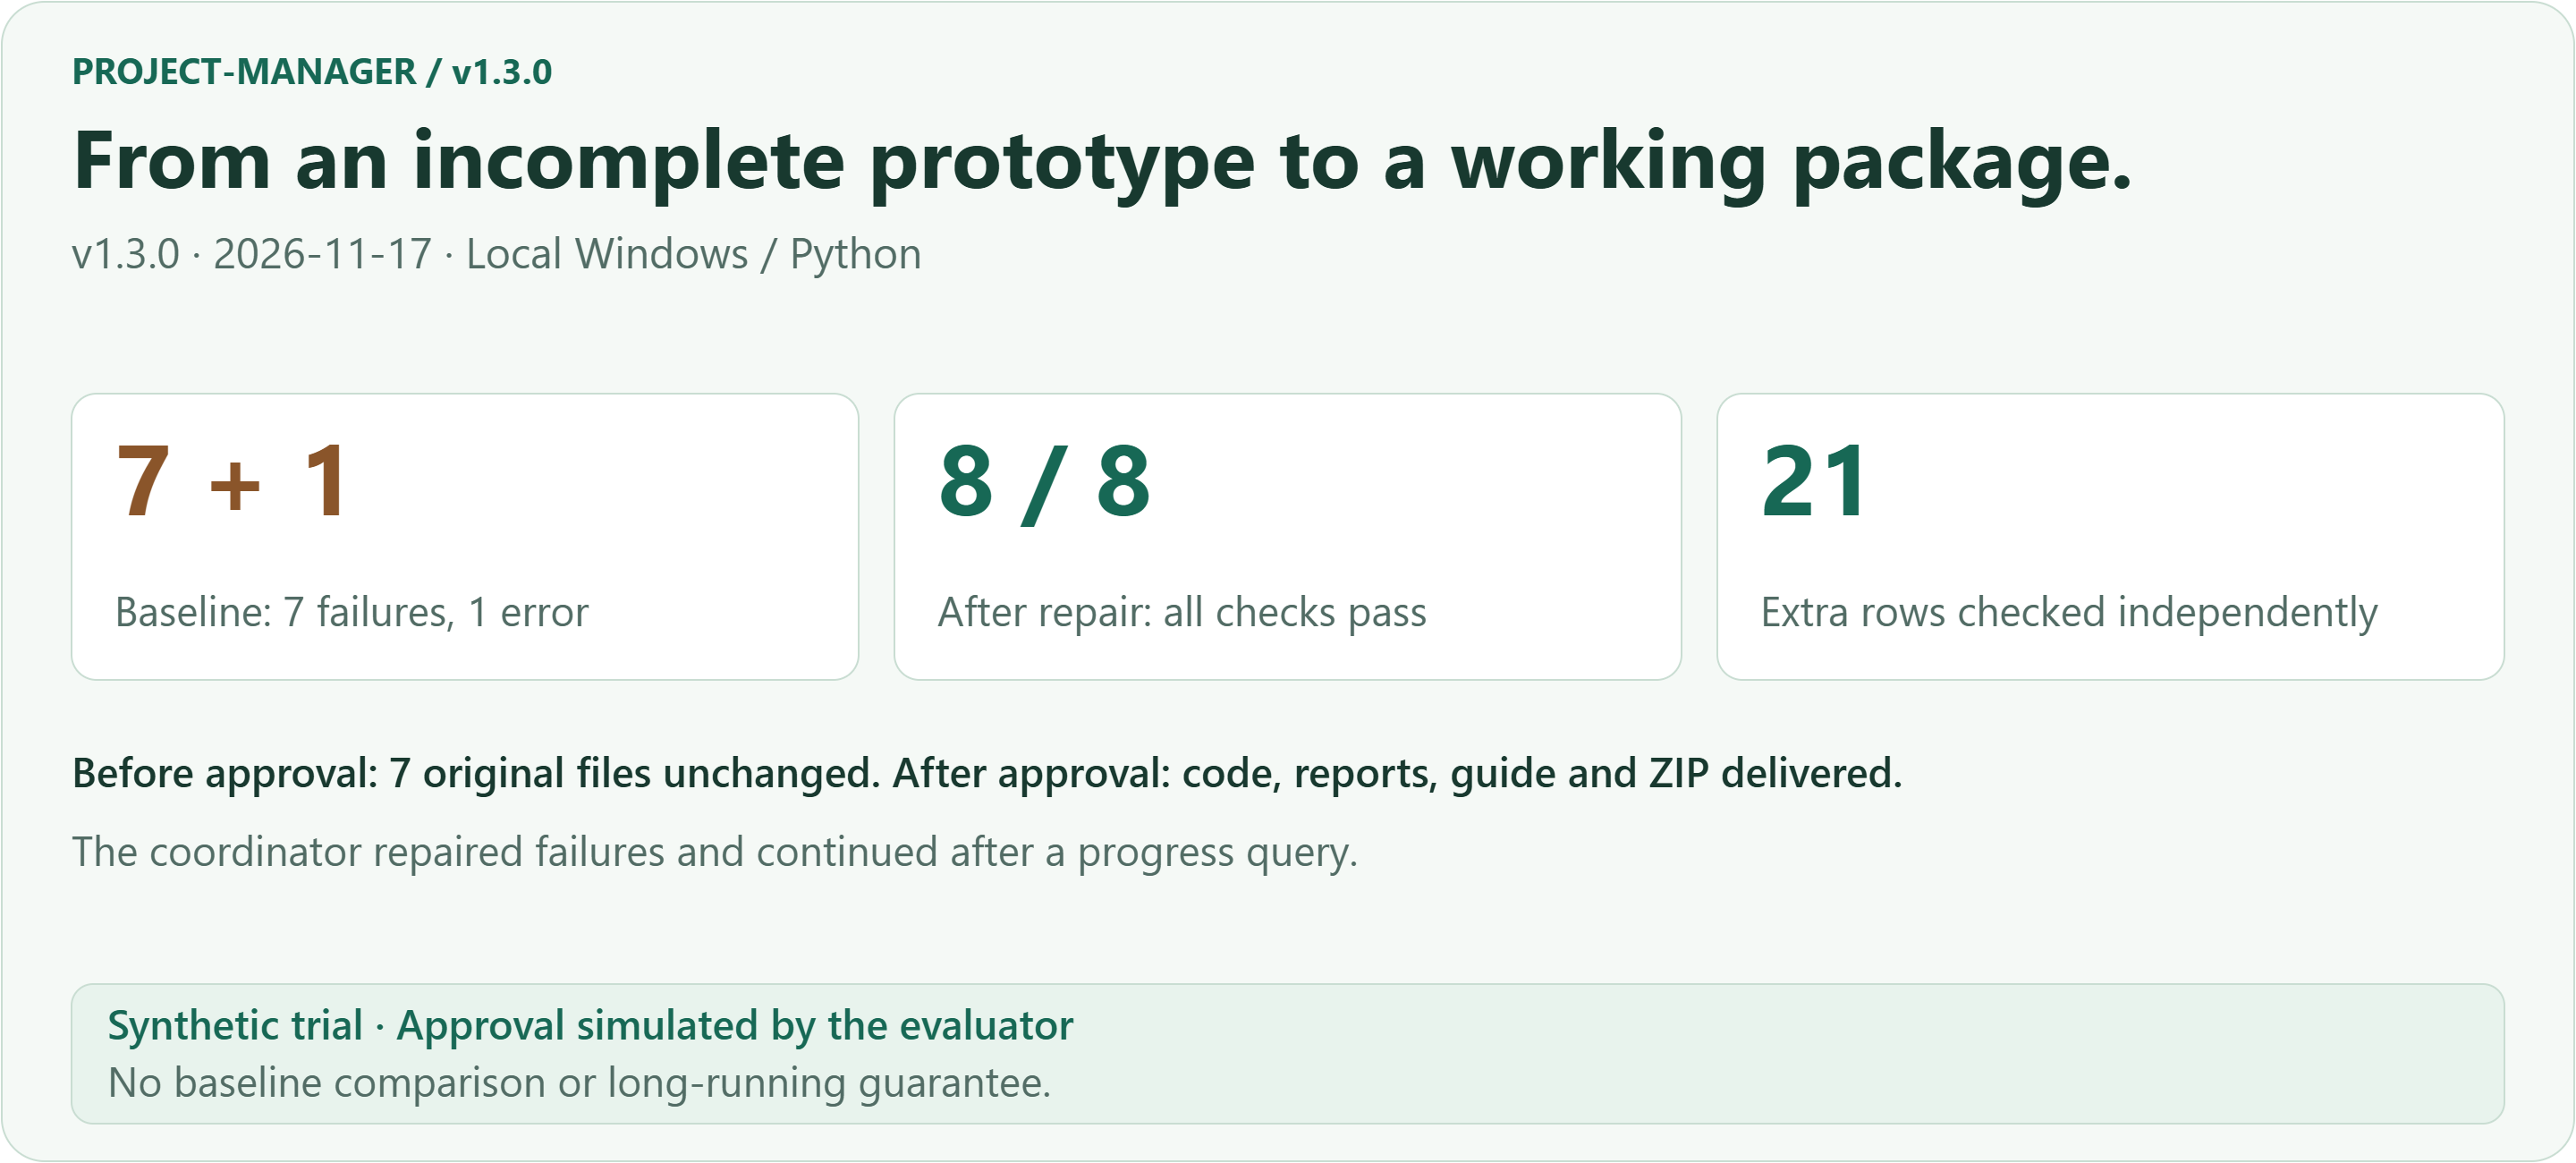 PROJECT-MANAGER / v1.3.0
From an incomplete prototype to a working package.
v1.3.0 · 2026-11-17 · Local Windows / Python
7 + 1
Baseline: 7 failures, 1 error
8 / 8
After repair: all checks pass
21
Extra rows checked independently
Before approval: 7 original files unchanged. After approval: code, reports, guide and ZIP delivered.
The coordinator repaired failures and continued after a progress query.
Synthetic trial · Approval simulated by the evaluator
No baseline comparison or long-running guarantee.